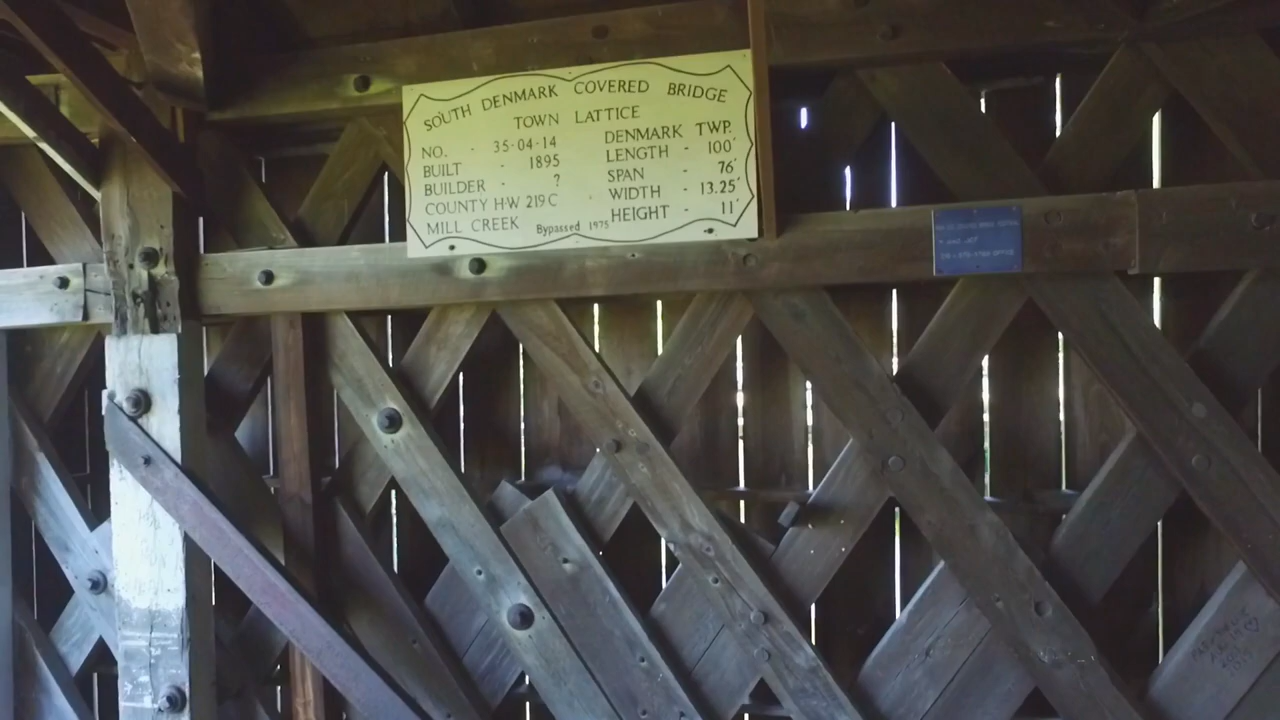 SOUTH DENMARK COVERED BRIDGE
TOWN LATTICE
NO. - 35-04-14
BUILT - 1895
BUILDER - ?
COUNTY H-W 219C
MILL CREEK
Bypassed 1975
DENMARK TWP.
LENGTH - 100'
SPAN - 76'
WIDTH - 13.25'
HEIGHT - 11'